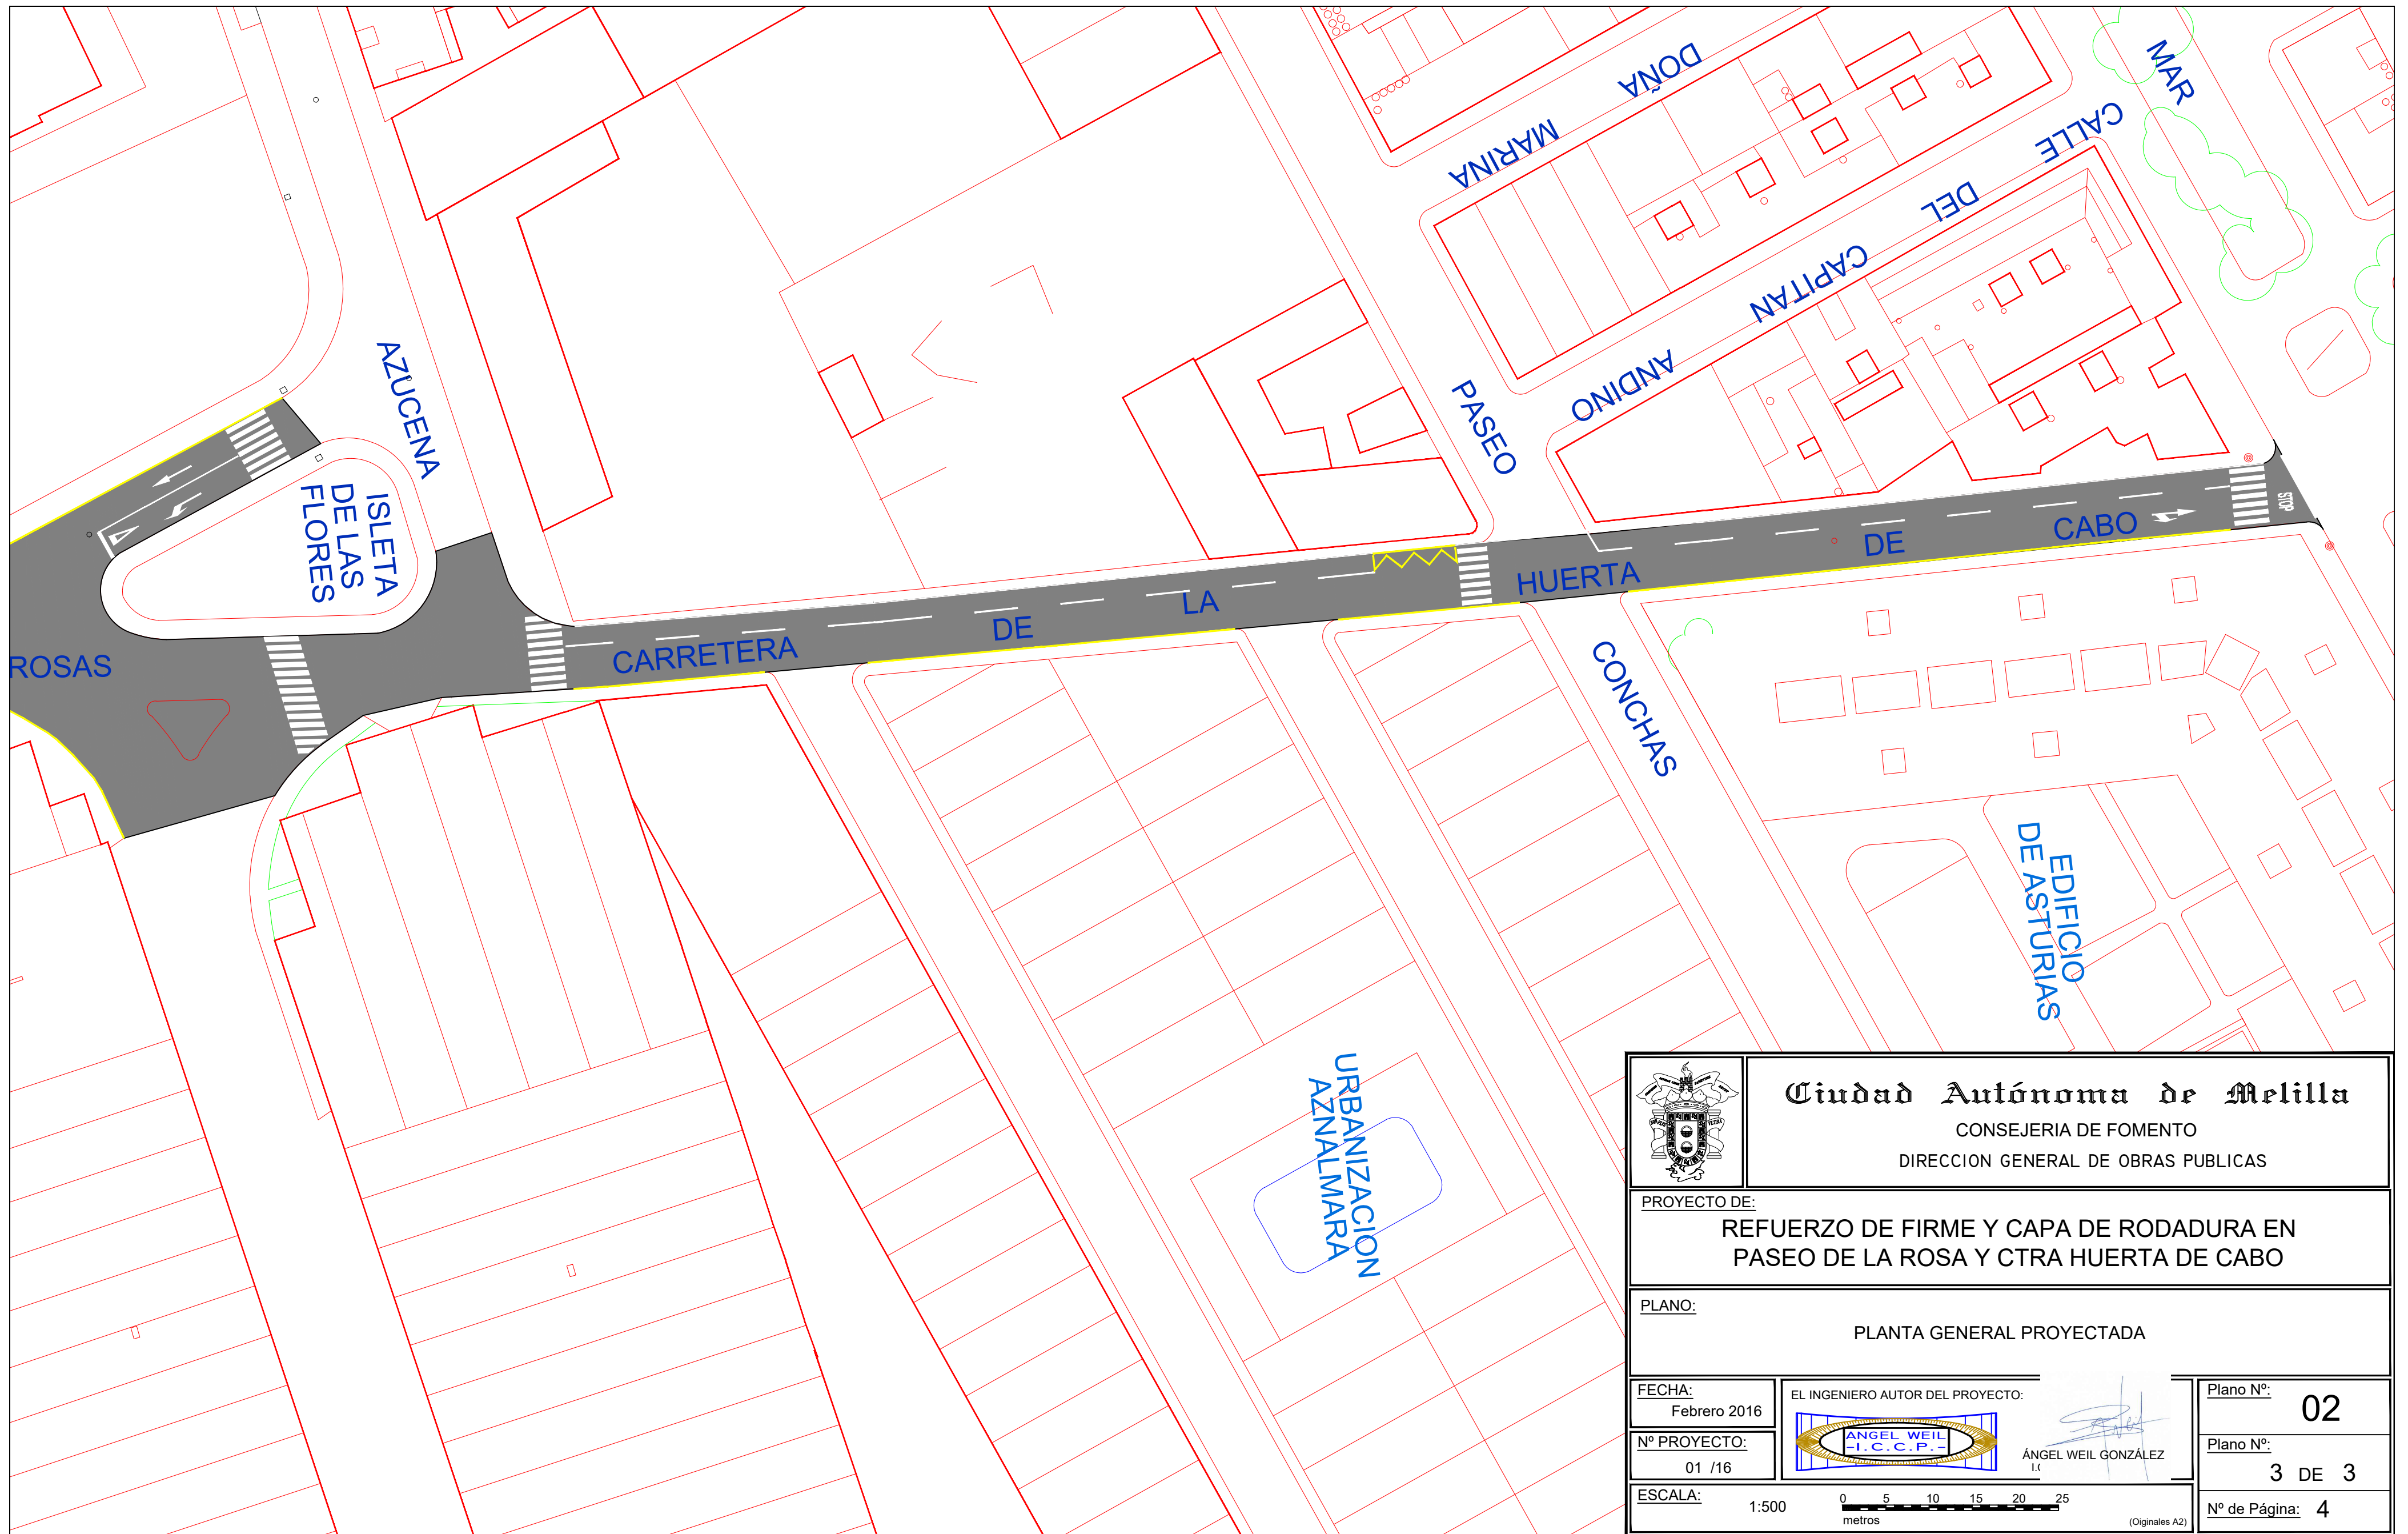 DOÑA
MARINA
MAR
CALLE
DEL
CAPITAN
ANDINO
AZUCENA
PASEO
CONCHAS
ISLETA
DE LAS
FLORES
ROSAS
CARRETERA
DE
LA
HUERTA
DE
CABO
STOP
EDIFICIO
DE ASTURIAS
URBANIZACION
AZNALMARA
Ciudad Autónoma de Melilla
CONSEJERIA DE FOMENTO
DIRECCION GENERAL DE OBRAS PUBLICAS
PROYECTO DE:
REFUERZO DE FIRME Y CAPA DE RODADURA EN
PASEO DE LA ROSA Y CTRA HUERTA DE CABO
PLANO:
PLANTA GENERAL PROYECTADA
FECHA:
Febrero 2016
Nº PROYECTO:
01 /16
EL INGENIERO AUTOR DEL PROYECTO:
ANGEL WEIL
-I.C.C.P.-
ÁNGEL WEIL GONZÁLEZ
Plano Nº:
02
Plano Nº:
3 DE 3
Nº de Página: 4
ESCALA:
1:500
0 5 10 15 20 25
metros
(Oiginales A2)